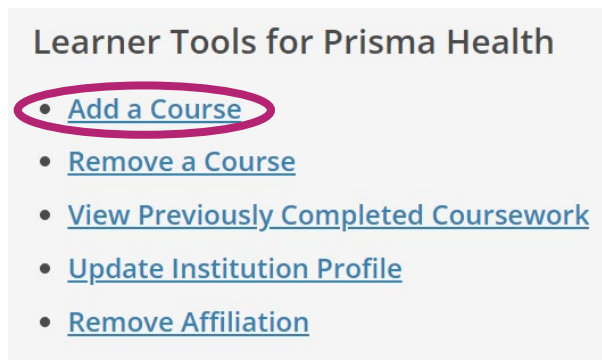 Learner Tools for Prisma Health
• Add a Course
• Remove a Course
• View Previously Completed Coursework
• Update Institution Profile
• Remove Affiliation